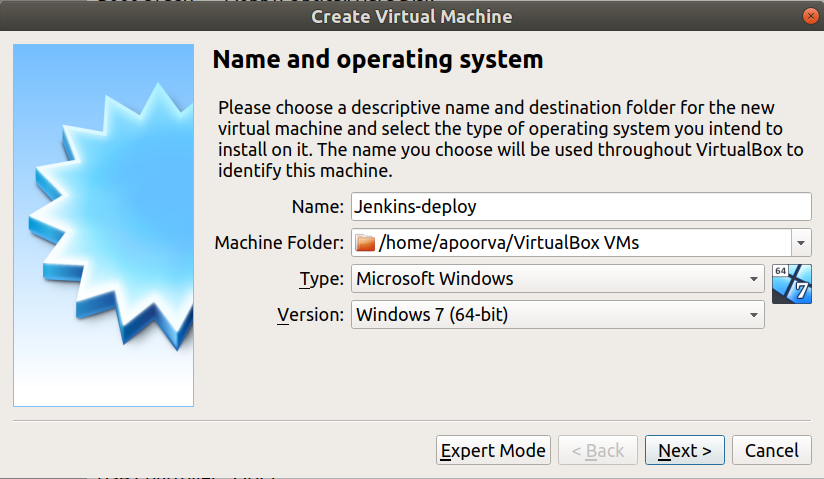 Create Virtual Machine
Name and operating system
Please choose a descriptive name and destination folder for the new
virtual machine and select the type of operating system you intend to
install on it. The name you choose will be used throughout VirtualBox to
identify this machine.
Name: Jenkins-deploy
Machine Folder: /home/apoorva/VirtualBox VMs
Type: Microsoft Windows
64
7
Version: Windows 7 (64-bit)
Expert Mode < Back Next > Cancel